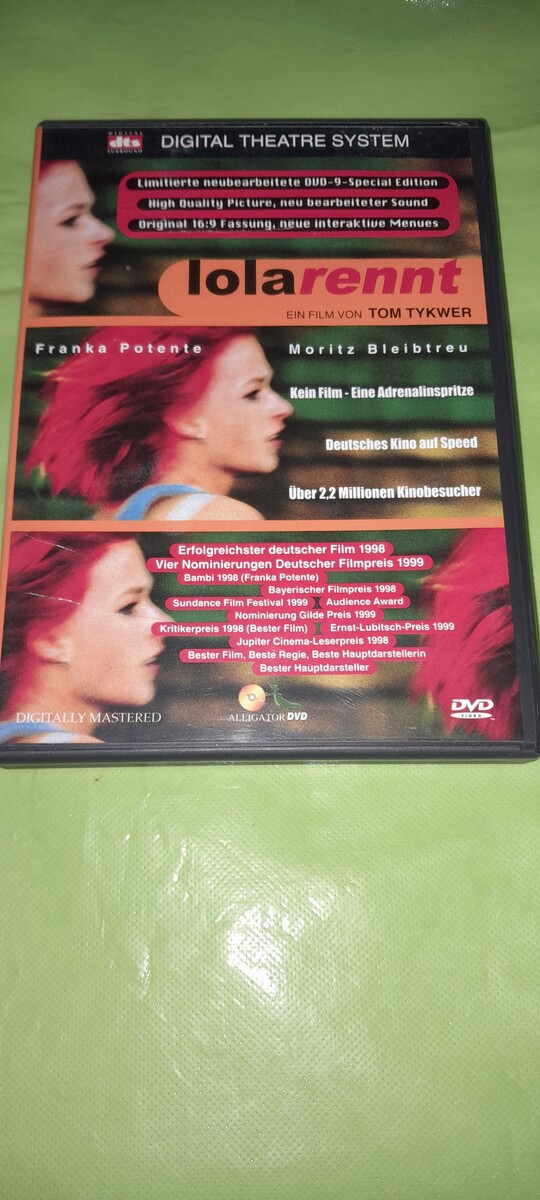 DIGITAL
dts
SURROUND
DIGITAL THEATRE SYSTEM
Limitierte neubearbeitete DVD-9-Special Edition
High Quality Picture, neu bearbeiteter Sound
Original 16:9 Fassung, neue interaktive Menues
lolarennt
EIN FILM VON TOM TYKWER
Franka Potente
Moritz Bleibtreu
Kein Film - Eine Adrenalinspritze
Deutsches Kino auf Speed
Über 2,2 Millionen Kinobesucher
Erfolgreichster deutscher Film 1998
Vier Nominierungen Deutscher Filmpreis 1999
Bambi 1998 (Franka Potente)
Bayerischer Filmpreis 1998
Sundance Film Festival 1999 Audience Award
Nominierung Gilde Preis 1999
Kritikerpreis 1998 (Bester Film) Ernst-Lubitsch-Preis 1999
Jupiter Cinema-Leserpreis 1998
Bester Film, Beste Regie, Beste Hauptdarstellerin
Bester Hauptdarsteller
DIGITALLY MASTERED
ALLIGATOR DVD
DVD
VIDEO